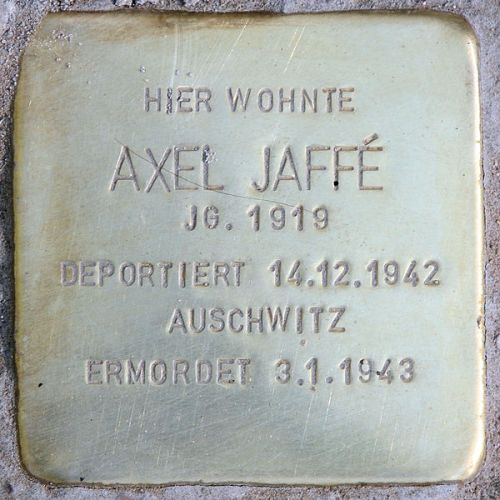 HIER WOHNTE
AXEL JAFFÉ
JG. 1919
DEPORTIERT 14.12.1942
AUSCHWITZ
ERMORDET 3.1.1943